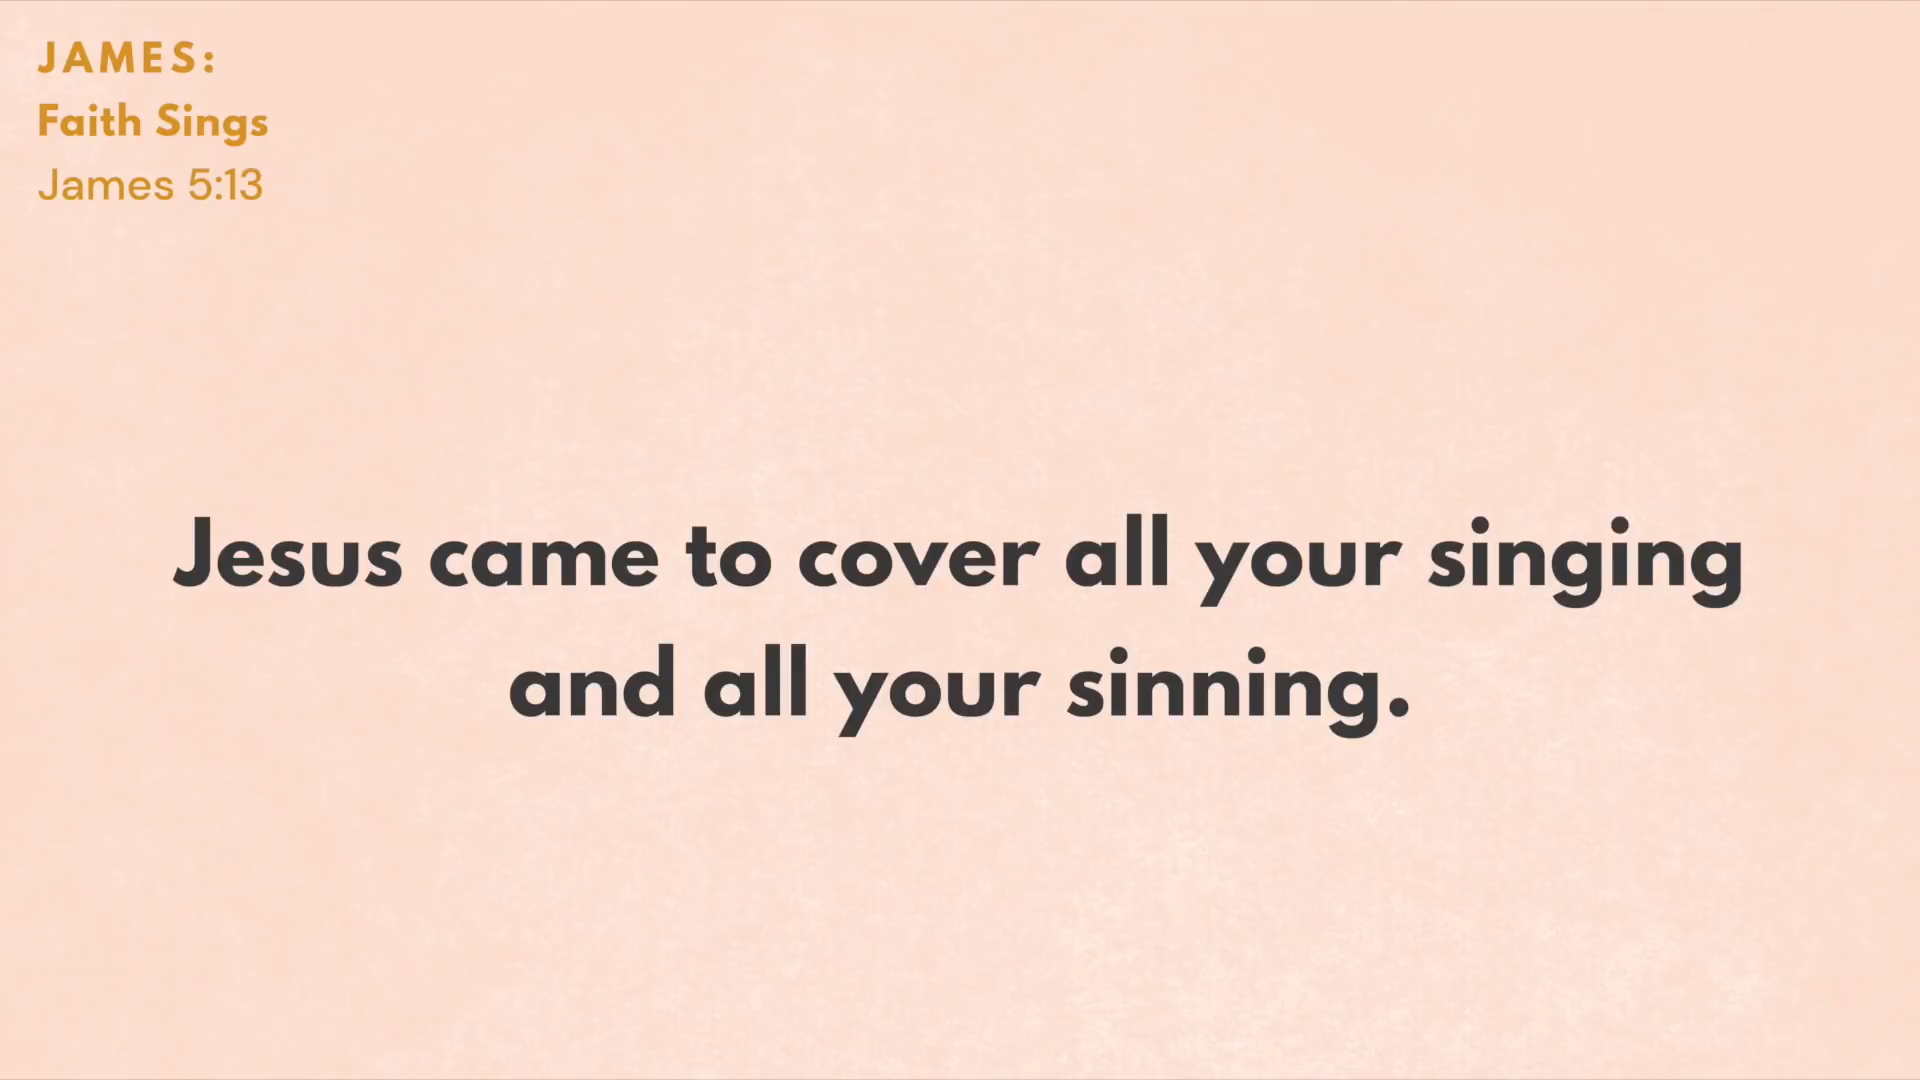 JAMES:
Faith Sings
James 5:13
Jesus came to cover all your singing
and all your sinning.